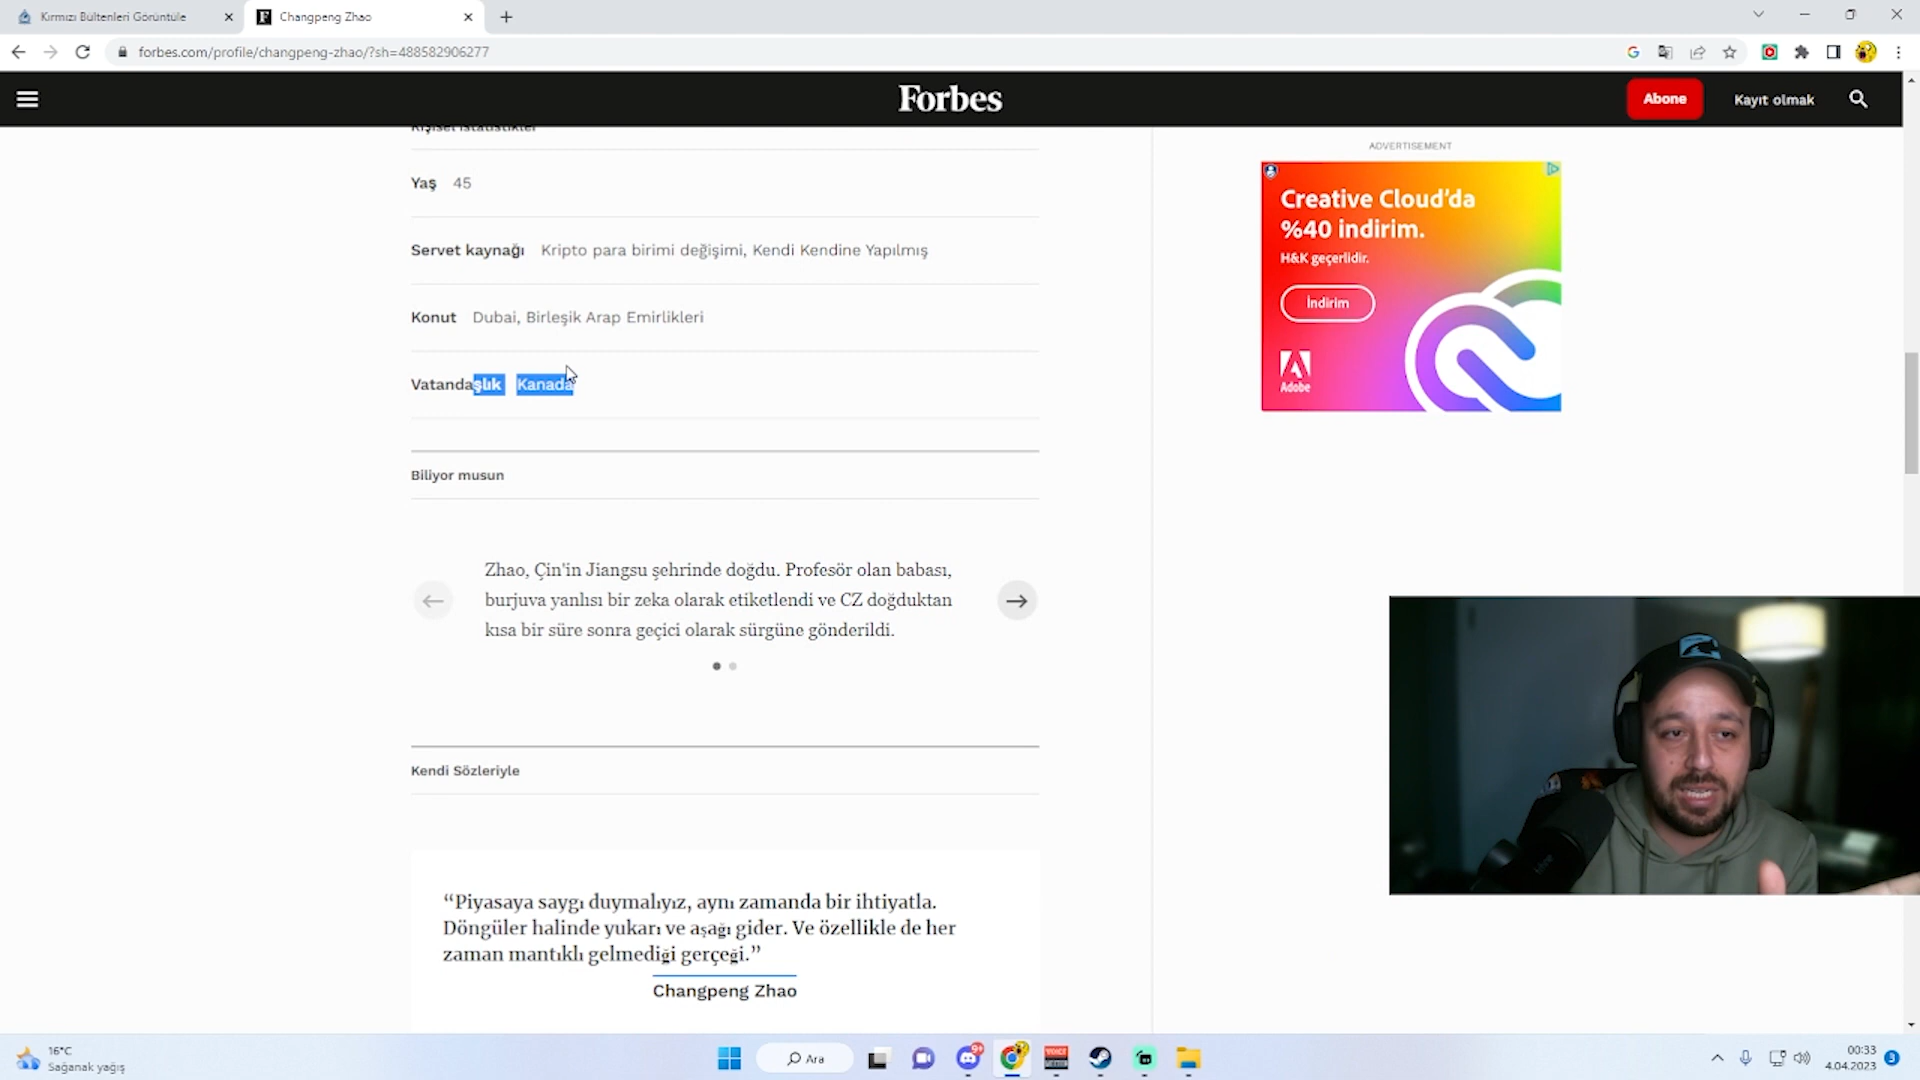 Kırmızı Bültenleri Görüntüle
Changpeng Zhao
forbes.com/profile/changpeng-zhao/?sh=488582906277
Forbes
Abone
Kayıt olmak
Kişisel istatistikler
Yaş 45
Servet kaynağı Kripto para birimi değişimi, Kendi Kendine Yapılmış
Konut Dubai, Birleşik Arap Emirlikleri
Vatandaşlık Kanada
Biliyor musun
Zhao, Çin'in Jiangsu şehrinde doğdu. Profesör olan babası,
burjuva yanlısı bir zeka olarak etiketlendi ve CZ doğduktan
kısa bir süre sonra geçici olarak sürgüne gönderildi.
Kendi Sözleriyle
“Piyasaya saygı duymalıyız, aynı zamanda bir ihtiyatla.
Döngüler halinde yukarı ve aşağı gider. Ve özellikle de her
zaman mantıklı gelmediği gerçeği.”
Changpeng Zhao
ADVERTISEMENT
Creative Cloud’da
%40 indirim.
H&K geçerlidir.
İndirim
Adobe
16°C
Sağanak yağış
Ara
9+
00:33
4.04.2023
3